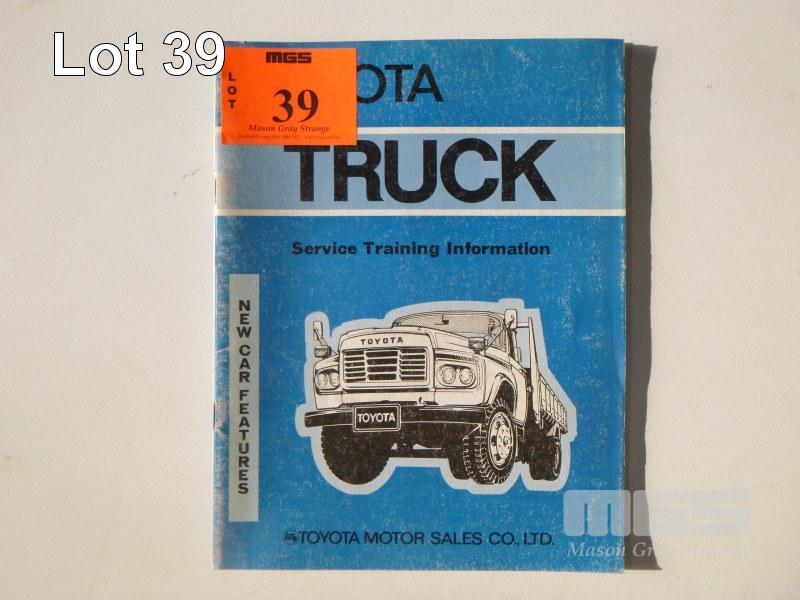 Lot 39
MGS
LOT
39
Mason Gray Strange
OTA
TRUCK
Service Training Information
NEW CAR FEATURES
TOYOTA
TOYOTA
TOYOTA MOTOR SALES CO., LTD.
MGS
Mason Gray Strange